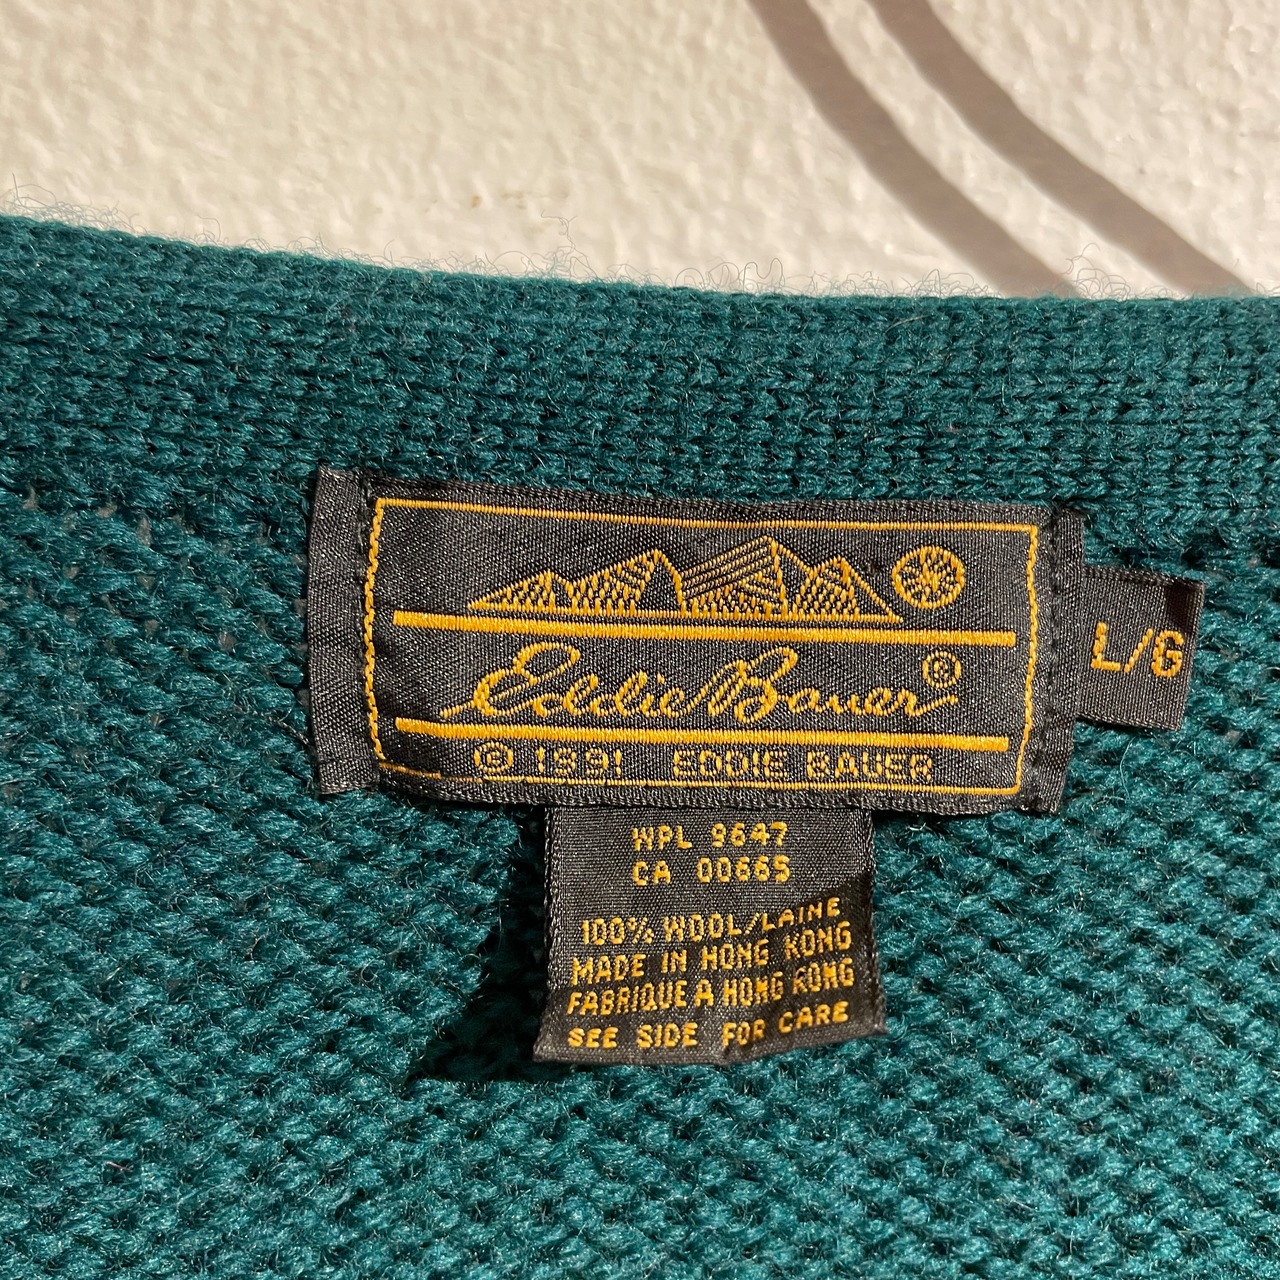 Eddie Bauer®
© 1991 EDDIE BAUER
L/G
WPL 9647
CA 00665
100% WOOL/LAINE
MADE IN HONG KONG
FABRIQUE A HONG KONG
SEE SIDE FOR CARE